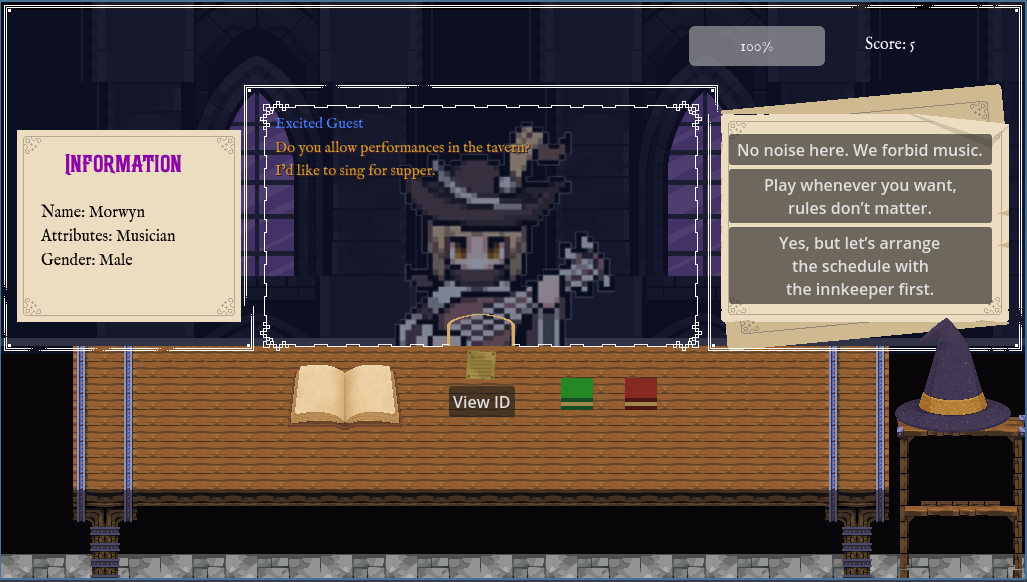 100%
Score: 5
INFORMATION
Name: Morwyn
Attributes: Musician
Gender: Male
Excited Guest
Do you allow performances in the tavern?
I'd like to sing for supper.
No noise here. We forbid music.
Play whenever you want,
rules don't matter.
Yes, but let's arrange
the schedule with
the innkeeper first.
View ID